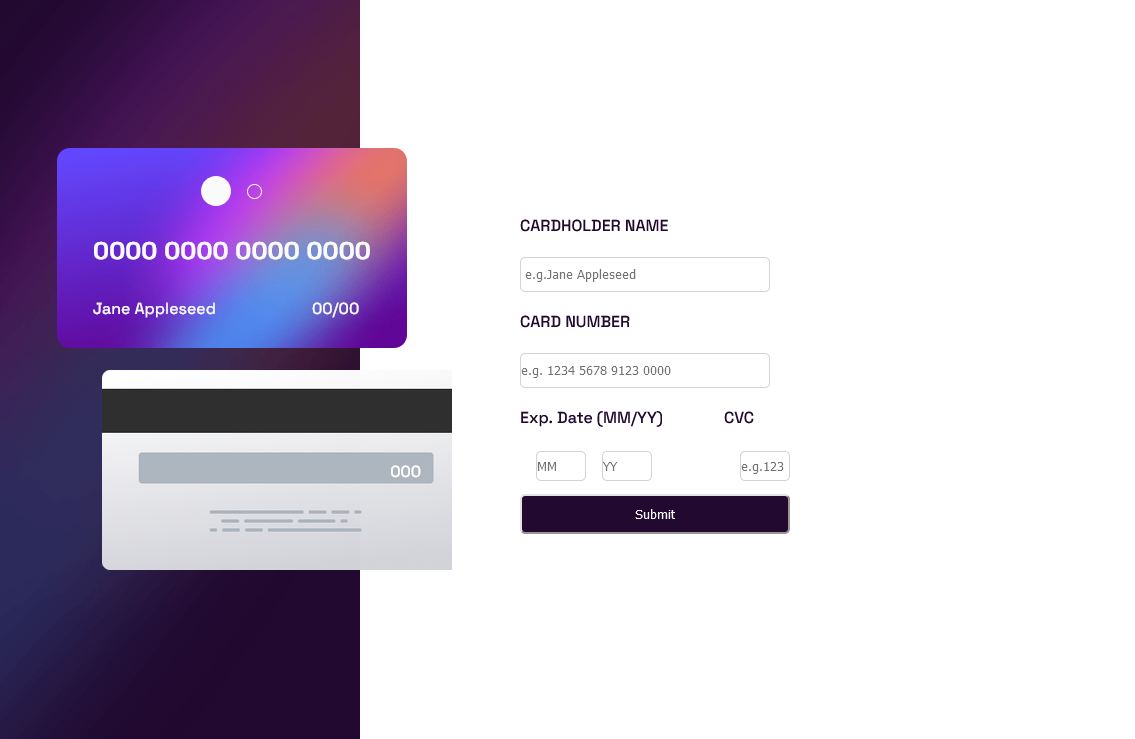 0000 0000 0000 0000
Jane Appleseed 00/00
000
CARDHOLDER NAME
e.g.Jane Appleseed
CARD NUMBER
e.g. 1234 5678 9123 0000
Exp. Date (MM/YY) CVC
MM YY e.g.123
Submit